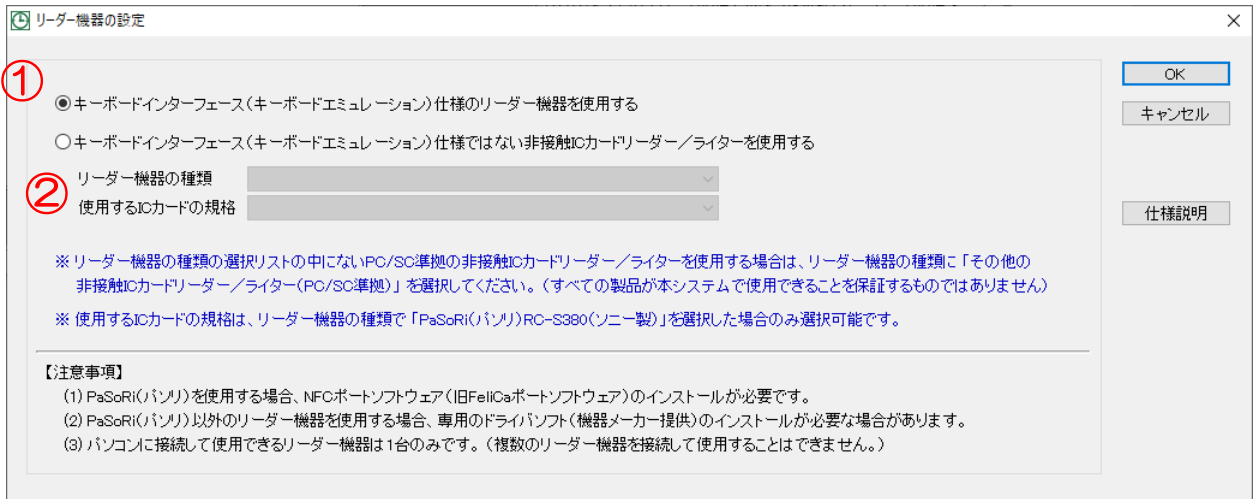 リーダー機器の設定
①
OK
キーボードインターフェース(キーボードエミュレーション)仕様のリーダー機器を使用する
キャンセル
キーボードインターフェース(キーボードエミュレーション)仕様ではない非接触ICカードリーダー/ライターを使用する
②
リーダー機器の種類
使用するICカードの規格
仕様説明
※リーダー機器の種類の選択リストの中にないPC/SC準拠の非接触ICカードリーダー/ライターを使用する場合は、リーダー機器の種類に「その他の
非接触ICカードリーダー/ライター(PC/SC準拠)」を選択してください。(すべての製品が本システムで使用できることを保証するものではありません)
※ 使用するICカードの規格は、リーダー機器の種類で「PaSoRi(パソリ)RC-S380(ソニー製)」を選択した場合のみ選択可能です。
【注意事項】
(1) PaSoRi(パソリ)を使用する場合、NFCポートソフトウェア(旧FeliCaポートソフトウェア)のインストールが必要です。
(2) PaSoRi(パソリ)以外のリーダー機器を使用する場合、専用のドライバソフト(機器メーカー提供)のインストールが必要な場合があります。
(3) パソコンに接続して使用できるリーダー機器は1台のみです。(複数のリーダー機器を接続して使用することはできません。)